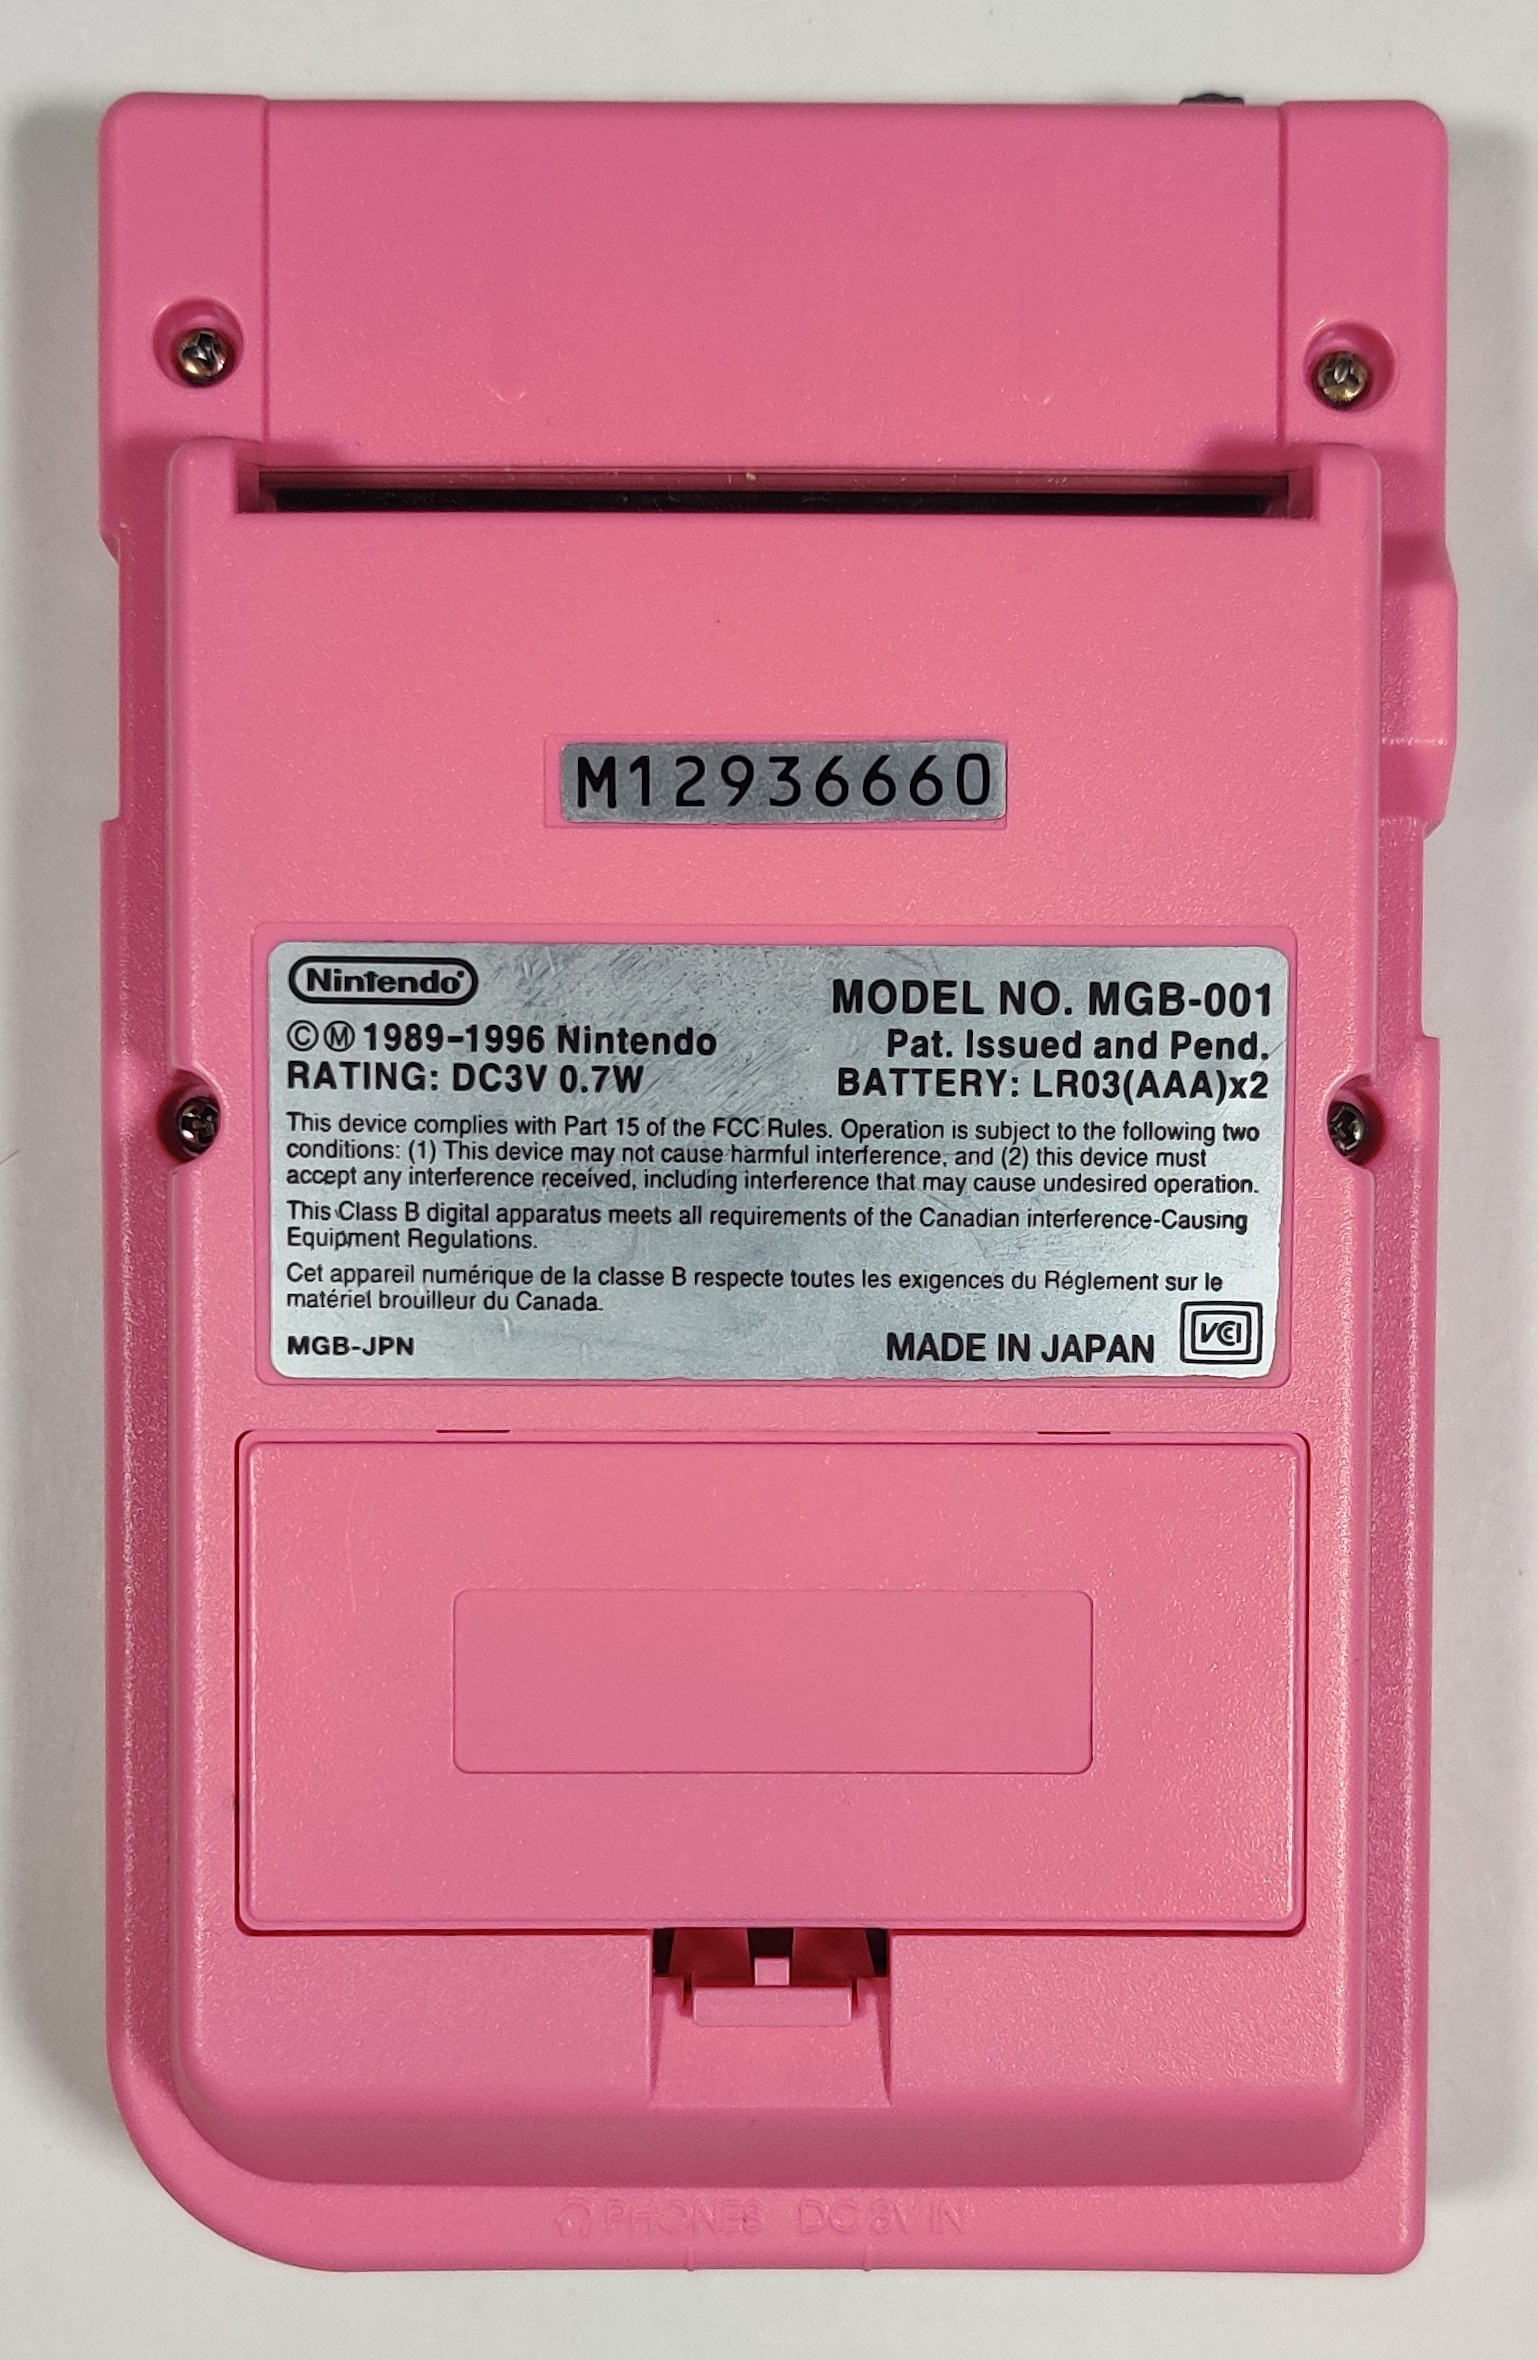 M12936660
Nintendo
MODEL NO. MGB-001
©Ⓜ 1989-1996 Nintendo
Pat. Issued and Pend.
RATING: DC3V 0.7W
BATTERY: LR03(AAA)x2
This device complies with Part 15 of the FCC Rules. Operation is subject to the following two
conditions: (1) This device may not cause harmful interference, and (2) this device must
accept any interference received, including interference that may cause undesired operation.
This Class B digital apparatus meets all requirements of the Canadian interference-Causing
Equipment Regulations.
Cet appareil numérique de la classe B respecte toutes les exigences du Réglement sur le
matériel brouilleur du Canada.
MGB-JPN
MADE IN JAPAN
VCI
PHONES DC 3V IN